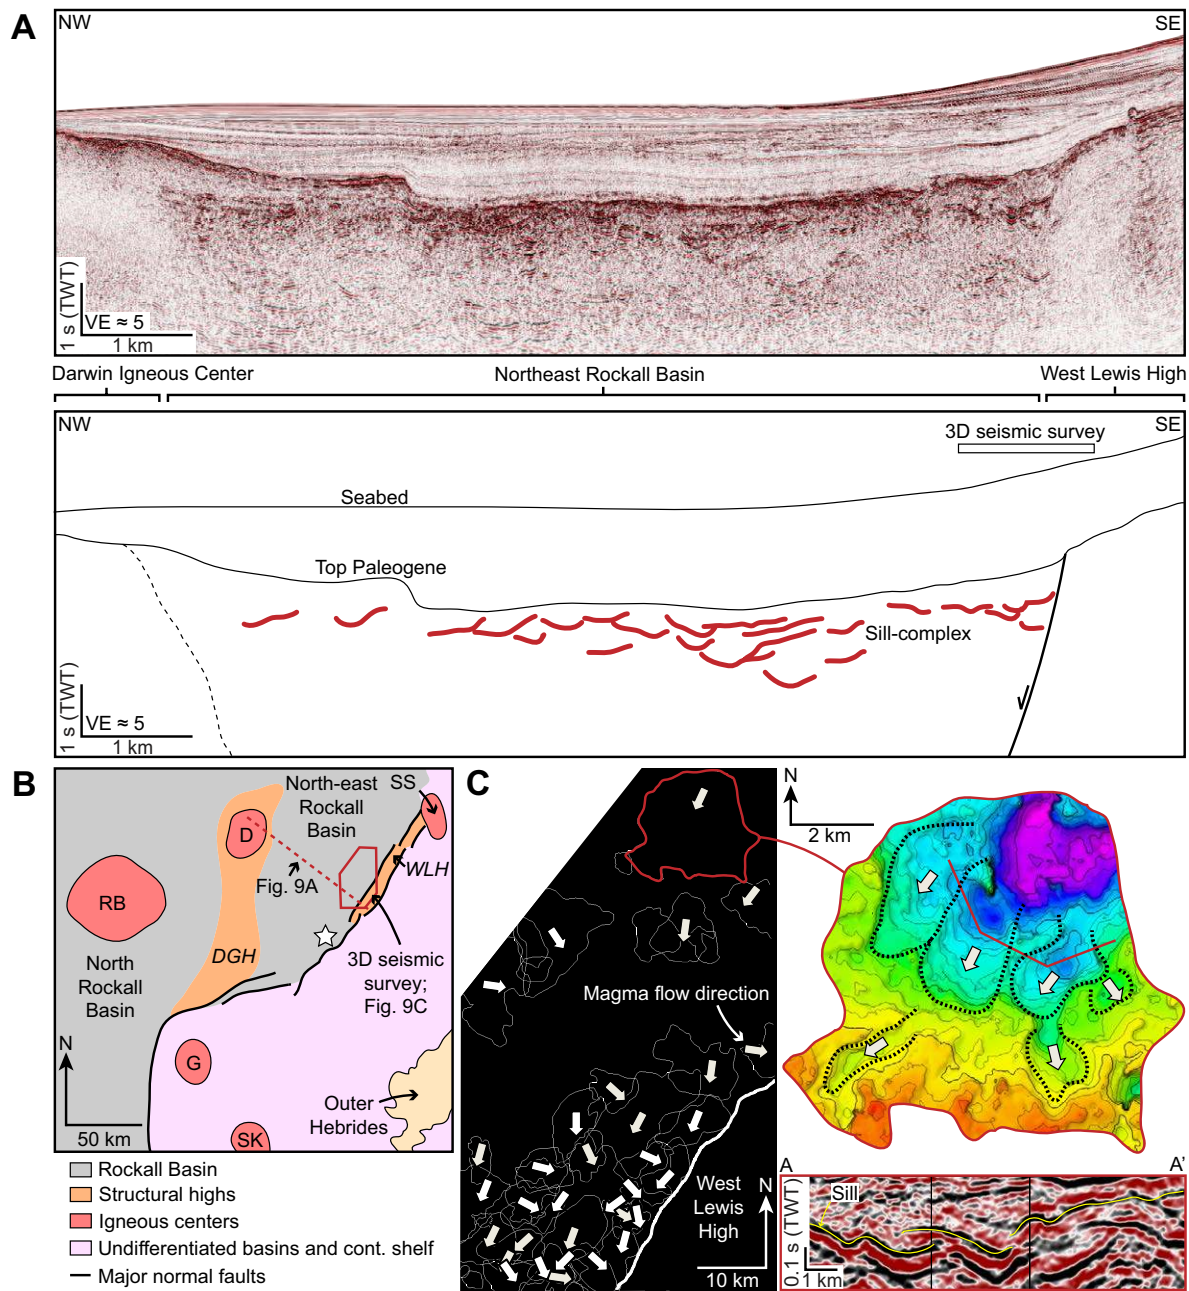 A
NW
SE
1 s (TWT)
VE ≈ 5
1 km
Darwin Igneous Center
Northeast Rockall Basin
West Lewis High
NW
SE
3D seismic survey
Seabed
Top Paleogene
Sill-complex
1 s (TWT)
VE ≈ 5
1 km
B
North-east
Rockall
Basin
SS
D
WLH
Fig. 9A
RB
DGH
North
Rockall
Basin
3D seismic
survey;
Fig. 9C
N
G
Outer
Hebrides
50 km
SK
Rockall Basin
Structural highs
Igneous centers
Undifferentiated basins and cont. shelf
Major normal faults
C
N
2 km
Magma flow direction
West
Lewis
High
N
10 km
A
A'
Sill
0.1 s (TWT)
1 km